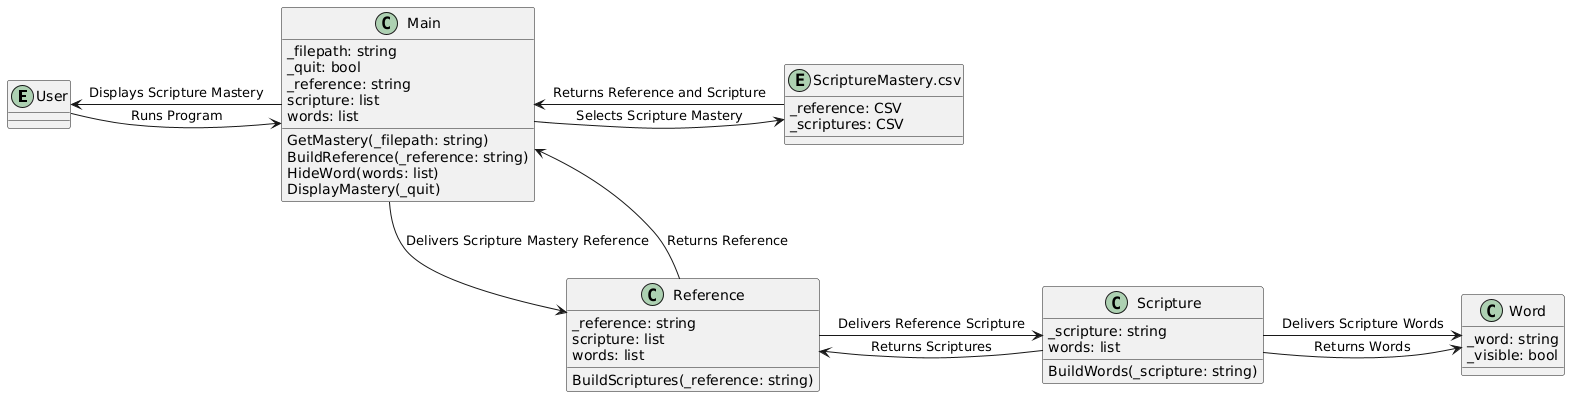 C Main
_filepath: string
_quit: bool
_reference: string
scripture: list
words: list
GetMastery(_filepath: string)
BuildReference(_reference: string)
HideWord(words: list)
DisplayMastery(_quit)
E User
Displays Scripture Mastery
Runs Program
Returns Reference and Scripture
Selects Scripture Mastery
E ScriptureMastery.csv
_reference: CSV
_scriptures: CSV
Delivers Scripture Mastery Reference
Returns Reference
C Reference
_reference: string
scripture: list
words: list
BuildScriptures(_reference: string)
Delivers Reference Scripture
Returns Scriptures
C Scripture
_scripture: string
words: list
BuildWords(_scripture: string)
Delivers Scripture Words
Returns Words
C Word
_word: string
_visible: bool